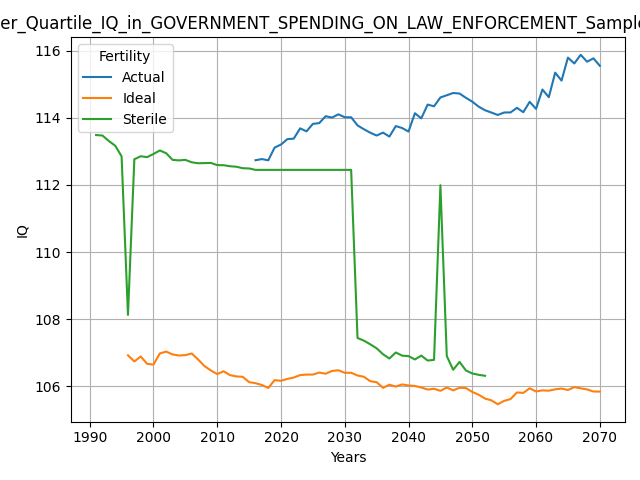 er_Quartile_IQ_in_GOVERNMENT_SPENDING_ON_LAW_ENFORCEMENT_Sample
Fertility
Actual
Ideal
Sterile
116
114
112
110
108
106
IQ
1990 2000 2010 2020 2030 2040 2050 2060 2070
Years